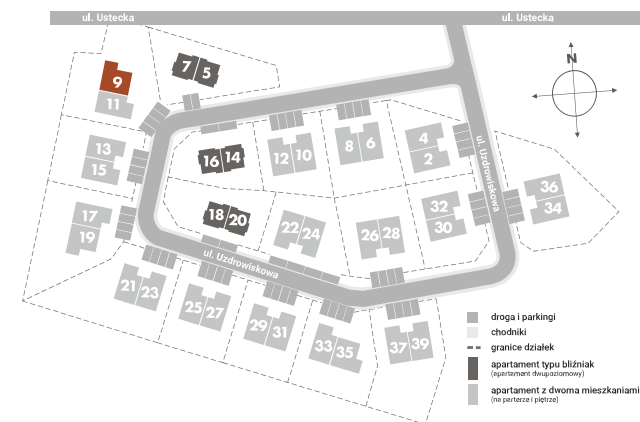 ul. Ustecka
ul. Ustecka
7 5
9
11
N
13
15
16 14
12 10
8 6
4
2
ul. Uzdrowiskowa
36
34
17
19
18 20
22 24
26 28
32
30
ul. Uzdrowiskowa
21 23
25 27
29 31
33 35
37 39
droga i parkingi
chodniki
granice działek
apartament typu bliźniak
(apartament dwupoziomowy)
apartament z dwoma mieszkaniami
(na parterze i piętrze)